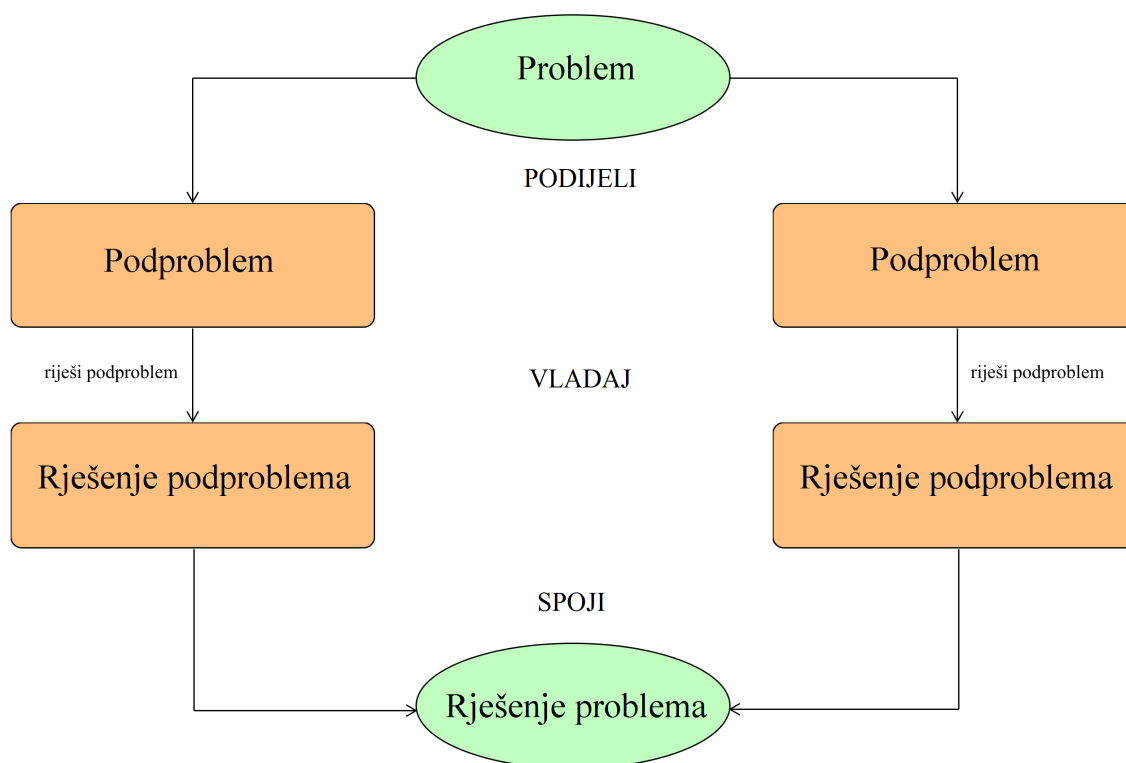 Problem
PODIJELI
Podproblem
Podproblem
riješi podproblem
VLADAJ
riješi podproblem
Rješenje podproblema
Rješenje podproblema
SPOJI
Rješenje problema